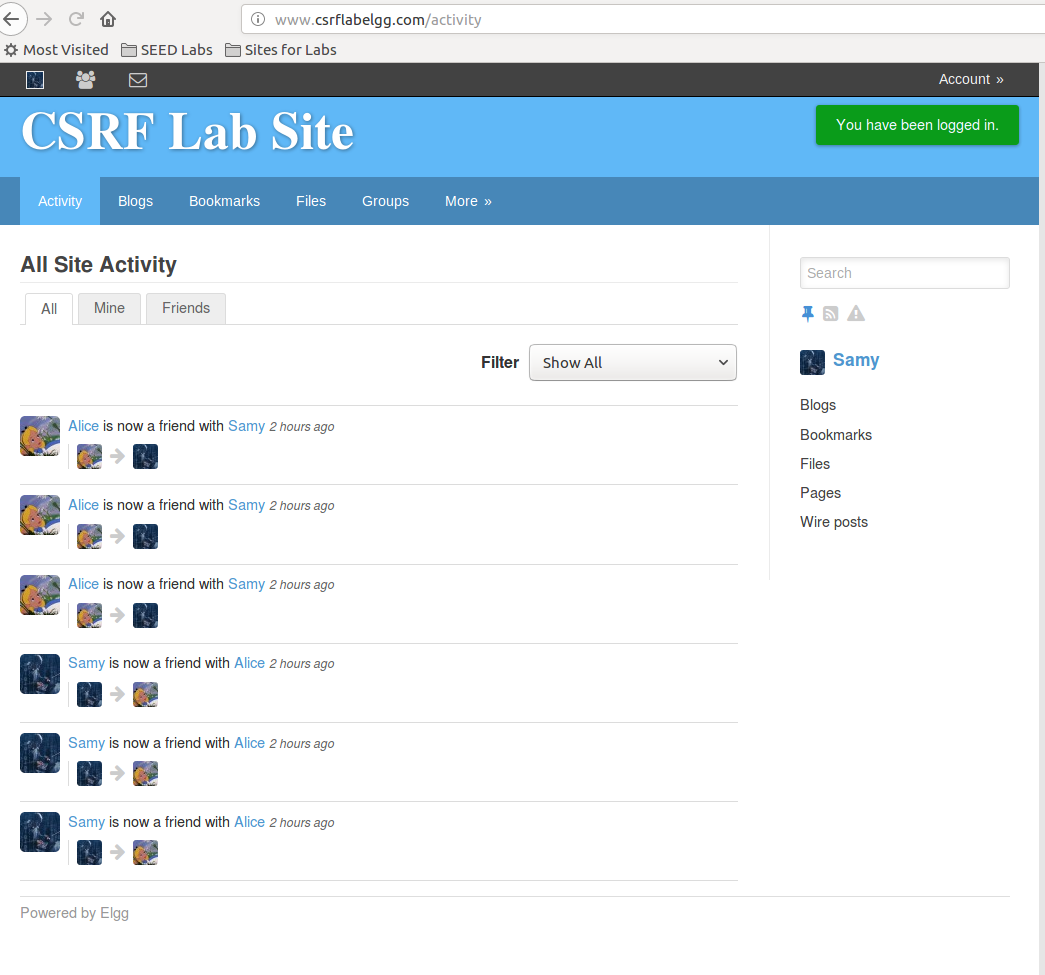 www.csrflabelgg.com/activity
Most Visited SEED Labs Sites for Labs
Account »
CSRF Lab Site
You have been logged in.
Activity Blogs Bookmarks Files Groups More »
All Site Activity
Search
All Mine Friends
Filter Show All
Samy
Blogs
Bookmarks
Files
Pages
Wire posts
Alice is now a friend with Samy 2 hours ago
Alice is now a friend with Samy 2 hours ago
Alice is now a friend with Samy 2 hours ago
Samy is now a friend with Alice 2 hours ago
Samy is now a friend with Alice 2 hours ago
Samy is now a friend with Alice 2 hours ago
Powered by Elgg